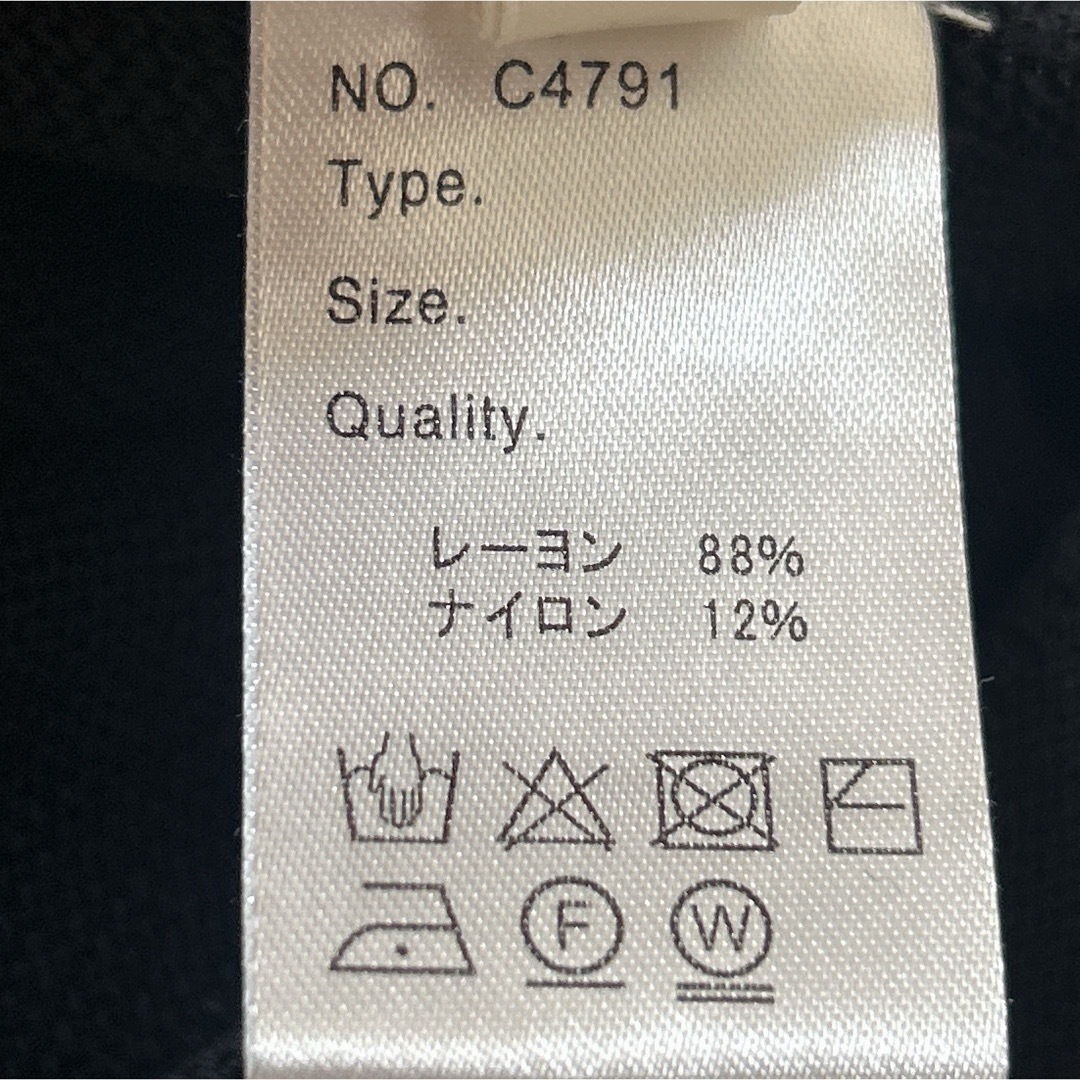 NO. C4791
Type.
Size.
Quality.
レーヨン 88%
ナイロン 12%
F W